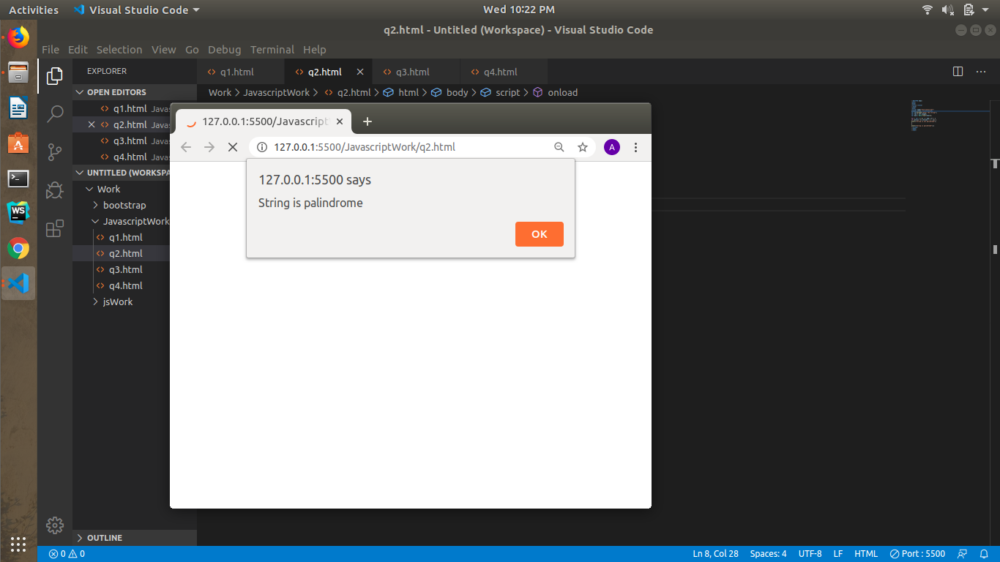 Activities Visual Studio Code Wed 10:22 PM
q2.html - Untitled (Workspace) - Visual Studio Code
File Edit Selection View Go Debug Terminal Help
EXPLORER
q1.html q2.html q3.html q4.html
OPEN EDITORS
Work JavascriptWork q2.html html body script onload
q1.html Javas
q2.html Javas
q3.html Javas
q4.html Javas
UNTITLED (WORKSPA
Work
bootstrap
JavascriptWork
q1.html
q2.html
q3.html
q4.html
jsWork
OUTLINE
WS
127.0.0.1:5500/Javascript
127.0.0.1:5500/JavascriptWork/q2.html A
127.0.0.1:5500 says
String is palindrome
OK
0 0 Ln 8, Col 28 Spaces: 4 UTF-8 LF HTML Port : 5500